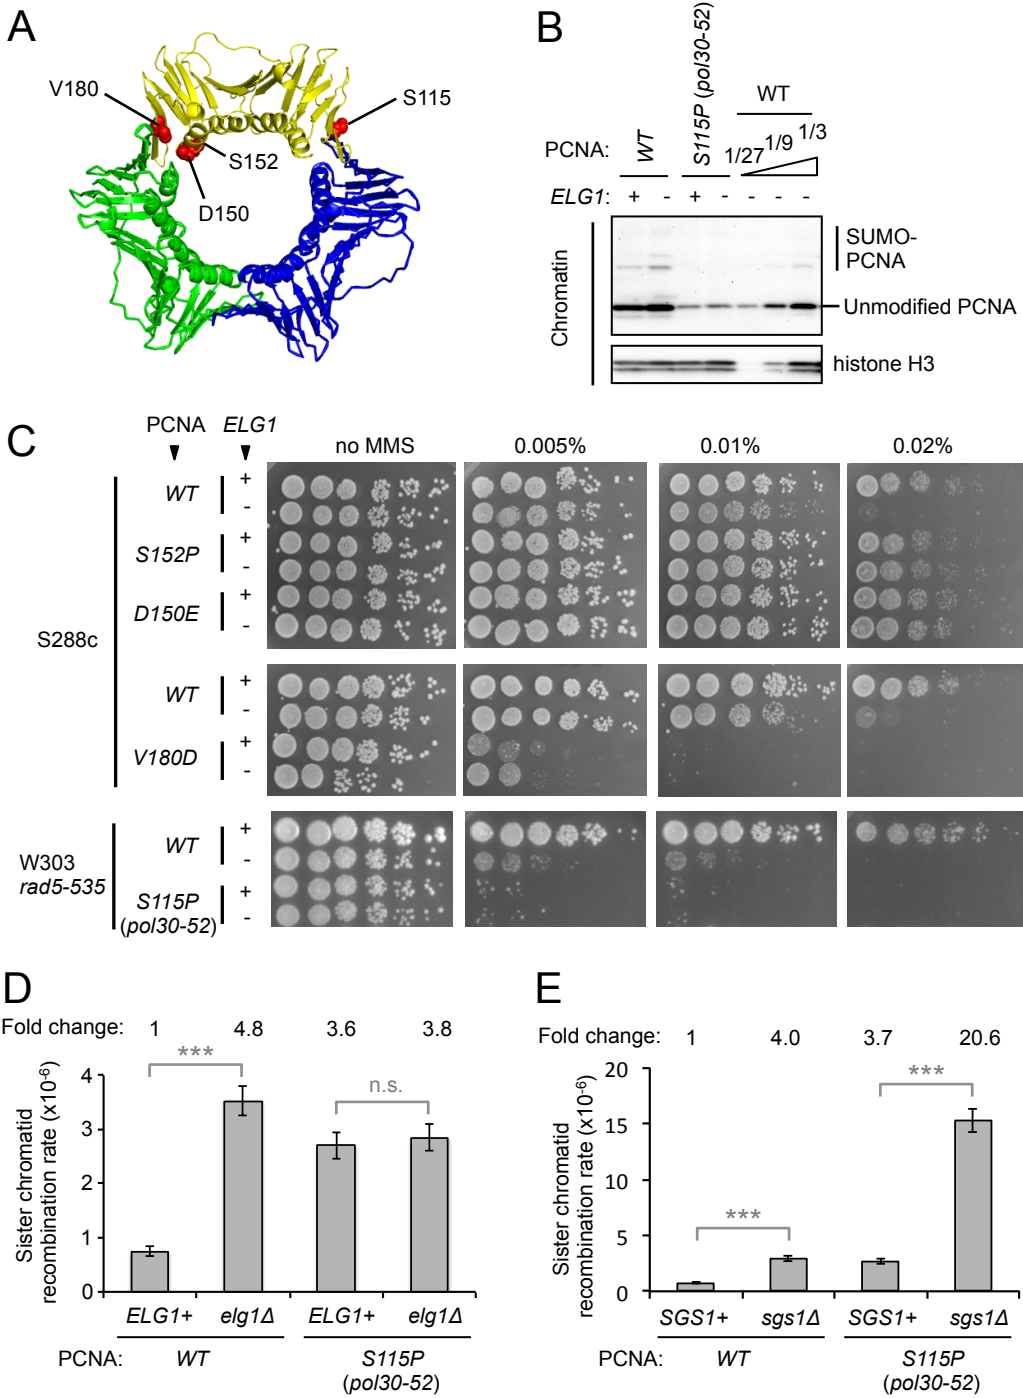 A
V180
S115
S152
D150
B
PCNA:
WT
S115P (pol30-52)
WT
1/27
1/9
1/3
ELG1:
+ - + - - - -
Chromatin
SUMO-
PCNA
Unmodified PCNA
histone H3
C
PCNA
ELG1
no MMS
0.005%
0.01%
0.02%
S288c
WT
+
-
S152P
+
-
D150E
+
-
WT
+
-
V180D
+
-
W303
rad5-535
WT
+
-
S115P
(pol30-52)
+
-
D
Fold change: 1 4.8 3.6 3.8
***
n.s.
Sister chromatid
recombination rate (x10-6)
4
3
2
1
0
ELG1+ elg1Δ ELG1+ elg1Δ
PCNA: WT S115P
(pol30-52)
E
Fold change: 1 4.0 3.7 20.6
***
***
Sister chromatid
recombination rate (x10-6)
20
15
10
5
0
SGS1+ sgs1Δ SGS1+ sgs1Δ
PCNA: WT S115P
(pol30-52)